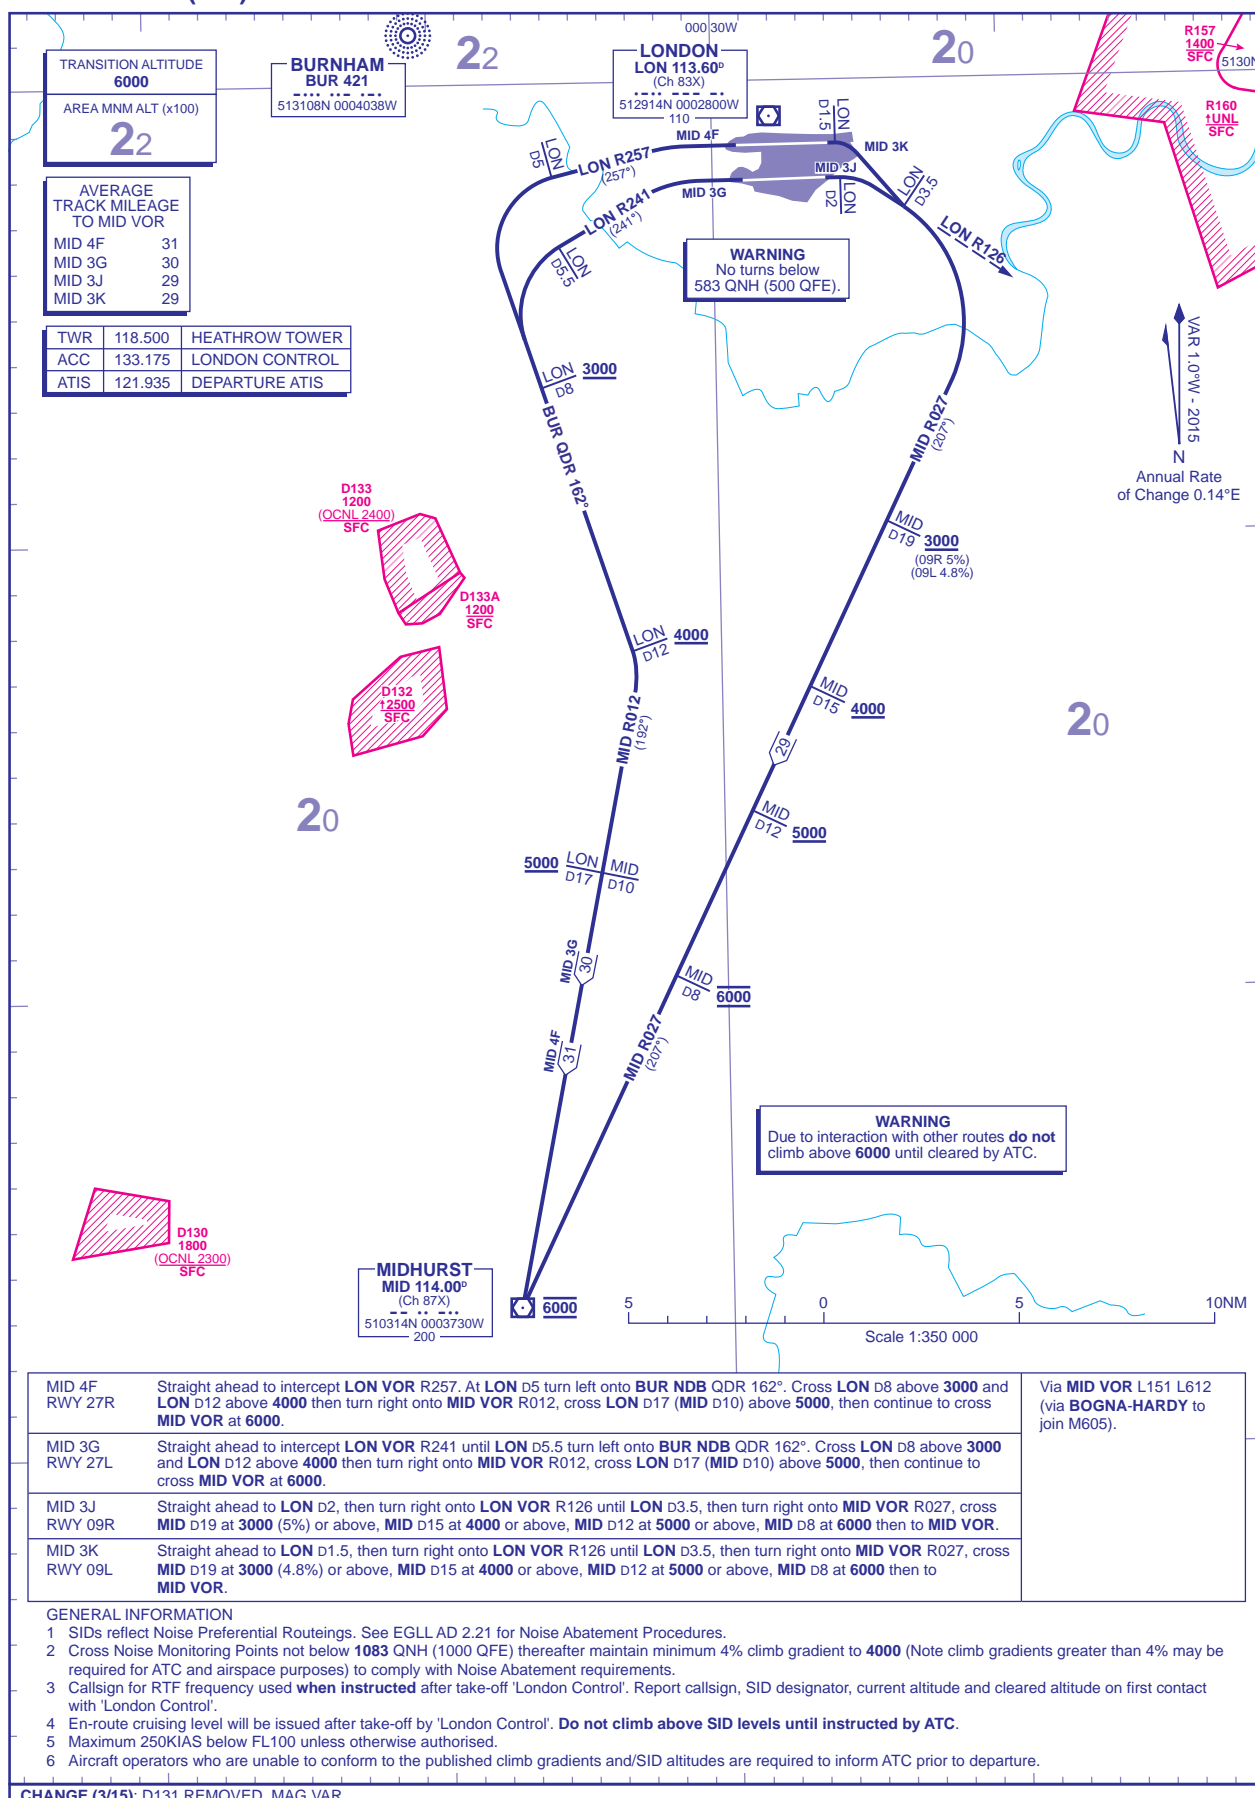 000 30W
TRANSITION ALTITUDE
6000
AREA MNM ALT (x100)
22
BURNHAM
BUR 421
513108N 0004038W
22
LONDON
LON 113.60ᴰ
(Ch 83X)
512914N 0002800W
110
20
R157
1400
SFC
5130N
R160
↑UNL
SFC
AVERAGE
TRACK MILEAGE
TO MID VOR
MID 4F 31
MID 3G 30
MID 3J 29
MID 3K 29
TWR 118.500 HEATHROW TOWER
ACC 133.175 LONDON CONTROL
ATIS 121.935 DEPARTURE ATIS
MID 4F
LON
D1.5
MID 3K
LON
D5
LON R257
(257°)
MID 3J
MID 3G
LON
D2
LON
D3.5
LON R241
(241°)
LON
D5.5
LON R126
WARNING
No turns below
583 QNH (500 QFE).
VAR 1.0°W - 2015
N
Annual Rate
of Change 0.14°E
LON
D8
3000
BUR QDR 162°
MID R027
(207°)
D133
1200
(OCNL 2400)
SFC
MID
D19
3000
(09R 5%)
(09L 4.8%)
D133A
1200
SFC
LON
D12
4000
D132
↑2500
SFC
MID R012
(192°)
MID
D15
4000
20
29
20
MID
D12
5000
5000
LON
D17
MID
D10
MID 3G
30
MID
D8
6000
MID 4F
31
MID R027
(207°)
WARNING
Due to interaction with other routes do not
climb above 6000 until cleared by ATC.
D130
1800
(OCNL 2300)
SFC
MIDHURST
MID 114.00ᴰ
(Ch 87X)
510314N 0003730W
200
6000
5 0 5 10NM
Scale 1:350 000
MID 4F Straight ahead to intercept LON VOR R257. At LON D5 turn left onto BUR NDB QDR 162°. Cross LON D8 above 3000 and
RWY 27R LON D12 above 4000 then turn right onto MID VOR R012, cross LON D17 (MID D10) above 5000, then continue to cross
MID VOR at 6000.
Via MID VOR L151 L612
(via BOGNA-HARDY to
join M605).
MID 3G Straight ahead to intercept LON VOR R241 until LON D5.5 turn left onto BUR NDB QDR 162°. Cross LON D8 above 3000
RWY 27L and LON D12 above 4000 then turn right onto MID VOR R012, cross LON D17 (MID D10) above 5000, then continue to
cross MID VOR at 6000.
MID 3J Straight ahead to LON D2, then turn right onto LON VOR R126 until LON D3.5, then turn right onto MID VOR R027, cross
RWY 09R MID D19 at 3000 (5%) or above, MID D15 at 4000 or above, MID D12 at 5000 or above, MID D8 at 6000 then to MID VOR.
MID 3K Straight ahead to LON D1.5, then turn right onto LON VOR R126 until LON D3.5, then turn right onto MID VOR R027, cross
RWY 09L MID D19 at 3000 (4.8%) or above, MID D15 at 4000 or above, MID D12 at 5000 or above, MID D8 at 6000 then to
MID VOR.
GENERAL INFORMATION
1 SIDs reflect Noise Preferential Routeings. See EGLL AD 2.21 for Noise Abatement Procedures.
2 Cross Noise Monitoring Points not below 1083 QNH (1000 QFE) thereafter maintain minimum 4% climb gradient to 4000 (Note climb gradients greater than 4% may be
required for ATC and airspace purposes) to comply with Noise Abatement requirements.
3 Callsign for RTF frequency used when instructed after take-off 'London Control'. Report callsign, SID designator, current altitude and cleared altitude on first contact
with 'London Control'.
4 En-route cruising level will be issued after take-off by 'London Control'. Do not climb above SID levels until instructed by ATC.
5 Maximum 250KIAS below FL100 unless otherwise authorised.
6 Aircraft operators who are unable to conform to the published climb gradients and/SID altitudes are required to inform ATC prior to departure.
CHANGE (3/15): D131 REMOVED. MAG VAR.